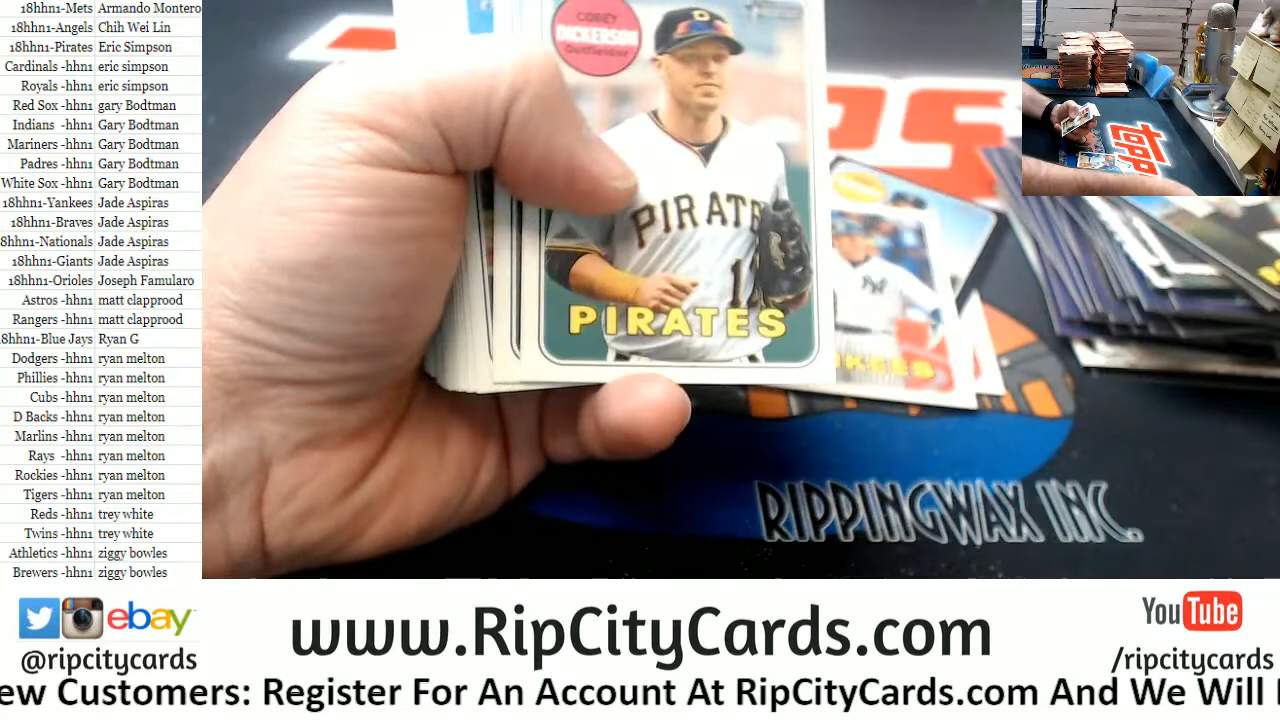 18hhn1-Mets Armando Montero
18hhn1-Angels Chih Wei Lin
18hhn1-Pirates Eric Simpson
Cardinals -hhn1 eric simpson
Royals -hhn1 eric simpson
Red Sox -hhn1 gary Bodtman
Indians -hhn1 Gary Bodtman
Mariners -hhn1 Gary Bodtman
Padres -hhn1 Gary Bodtman
White Sox -hhn1 Gary Bodtman
18hhn1-Yankees Jade Aspiras
18hhn1-Braves Jade Aspiras
8hhn1-Nationals Jade Aspiras
18hhn1-Giants Jade Aspiras
18hhn1-Orioles Joseph Famularo
Astros -hhn1 matt clapprood
Rangers -hhn1 matt clapprood
8hhn1-Blue Jays Ryan G
Dodgers -hhn1 ryan melton
Phillies -hhn1 ryan melton
Cubs -hhn1 ryan melton
D Backs -hhn1 ryan melton
Marlins -hhn1 ryan melton
Rays -hhn1 ryan melton
Rockies -hhn1 ryan melton
Tigers -hhn1 ryan melton
Reds -hhn1 trey white
Twins -hhn1 trey white
Athletics -hhn1 ziggy bowles
Brewers -hhn1 ziggy bowles
COREY
DICKERSON
Outfielder
PIRATE
1
PIRATES
PS
NY
KEES
topp
RIPPINGWAX INC.
ebay
@ripcitycards
www.RipCityCards.com
YouTube
/ripcitycards
ew Customers: Register For An Account At RipCityCards.com And We Will